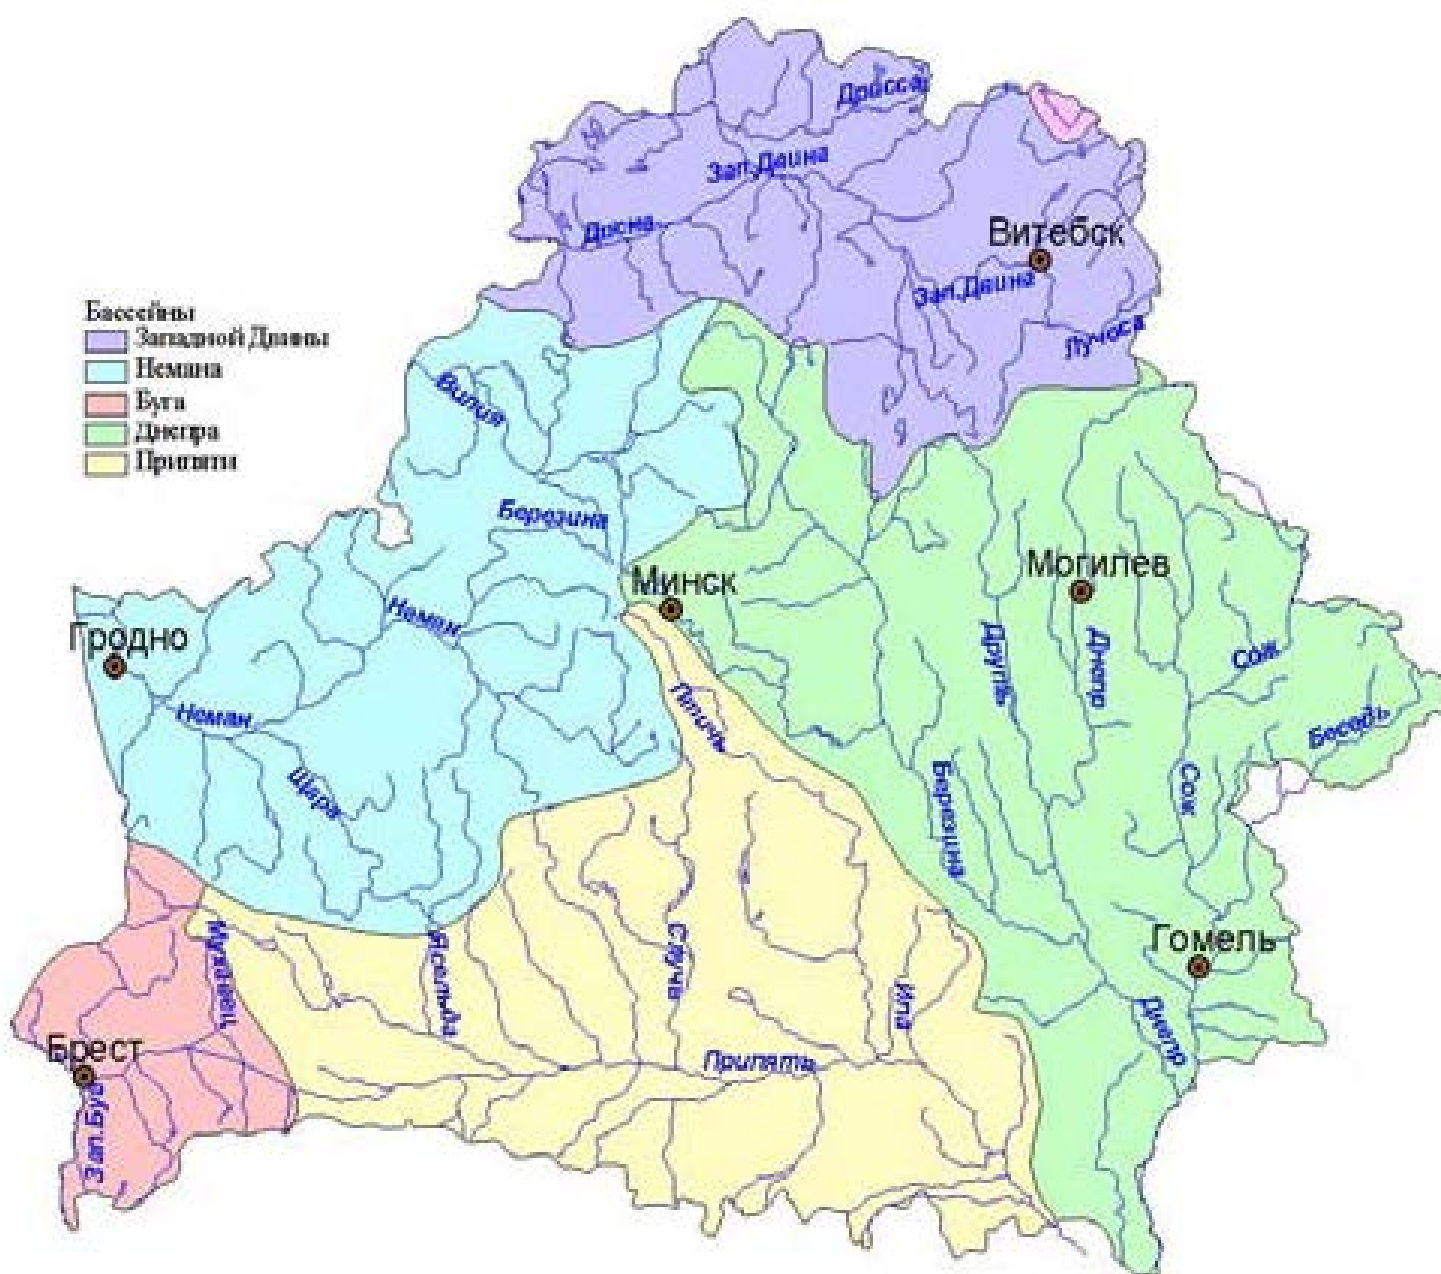 Дрисса
Зап.Двина
Дисна
Витебск
Зап.Двина
Лучоса
Бассейны
Западной Двины
Немана
Буга
Днепра
Припяти
Вилия
Березина
Минск
Могилев
Неман
Гродно
Неман
Щара
Птичь
Друть
Днепр
Сож
Беседь
Сож
Березина
Гомель
Мухавец
Ясельда
Случь
Ипа
Днепр
Брест
Припять
Зап.Буг